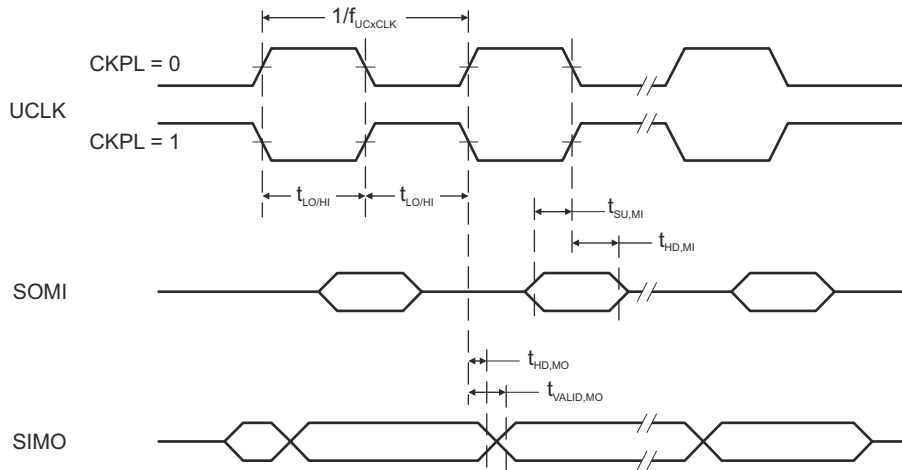 1/fUCxCLK
CKPL = 0
UCLK
CKPL = 1
tLO/HI
tLO/HI
tSU,MI
tHD,MI
SOMI
tHD,MO
tVALID,MO
SIMO